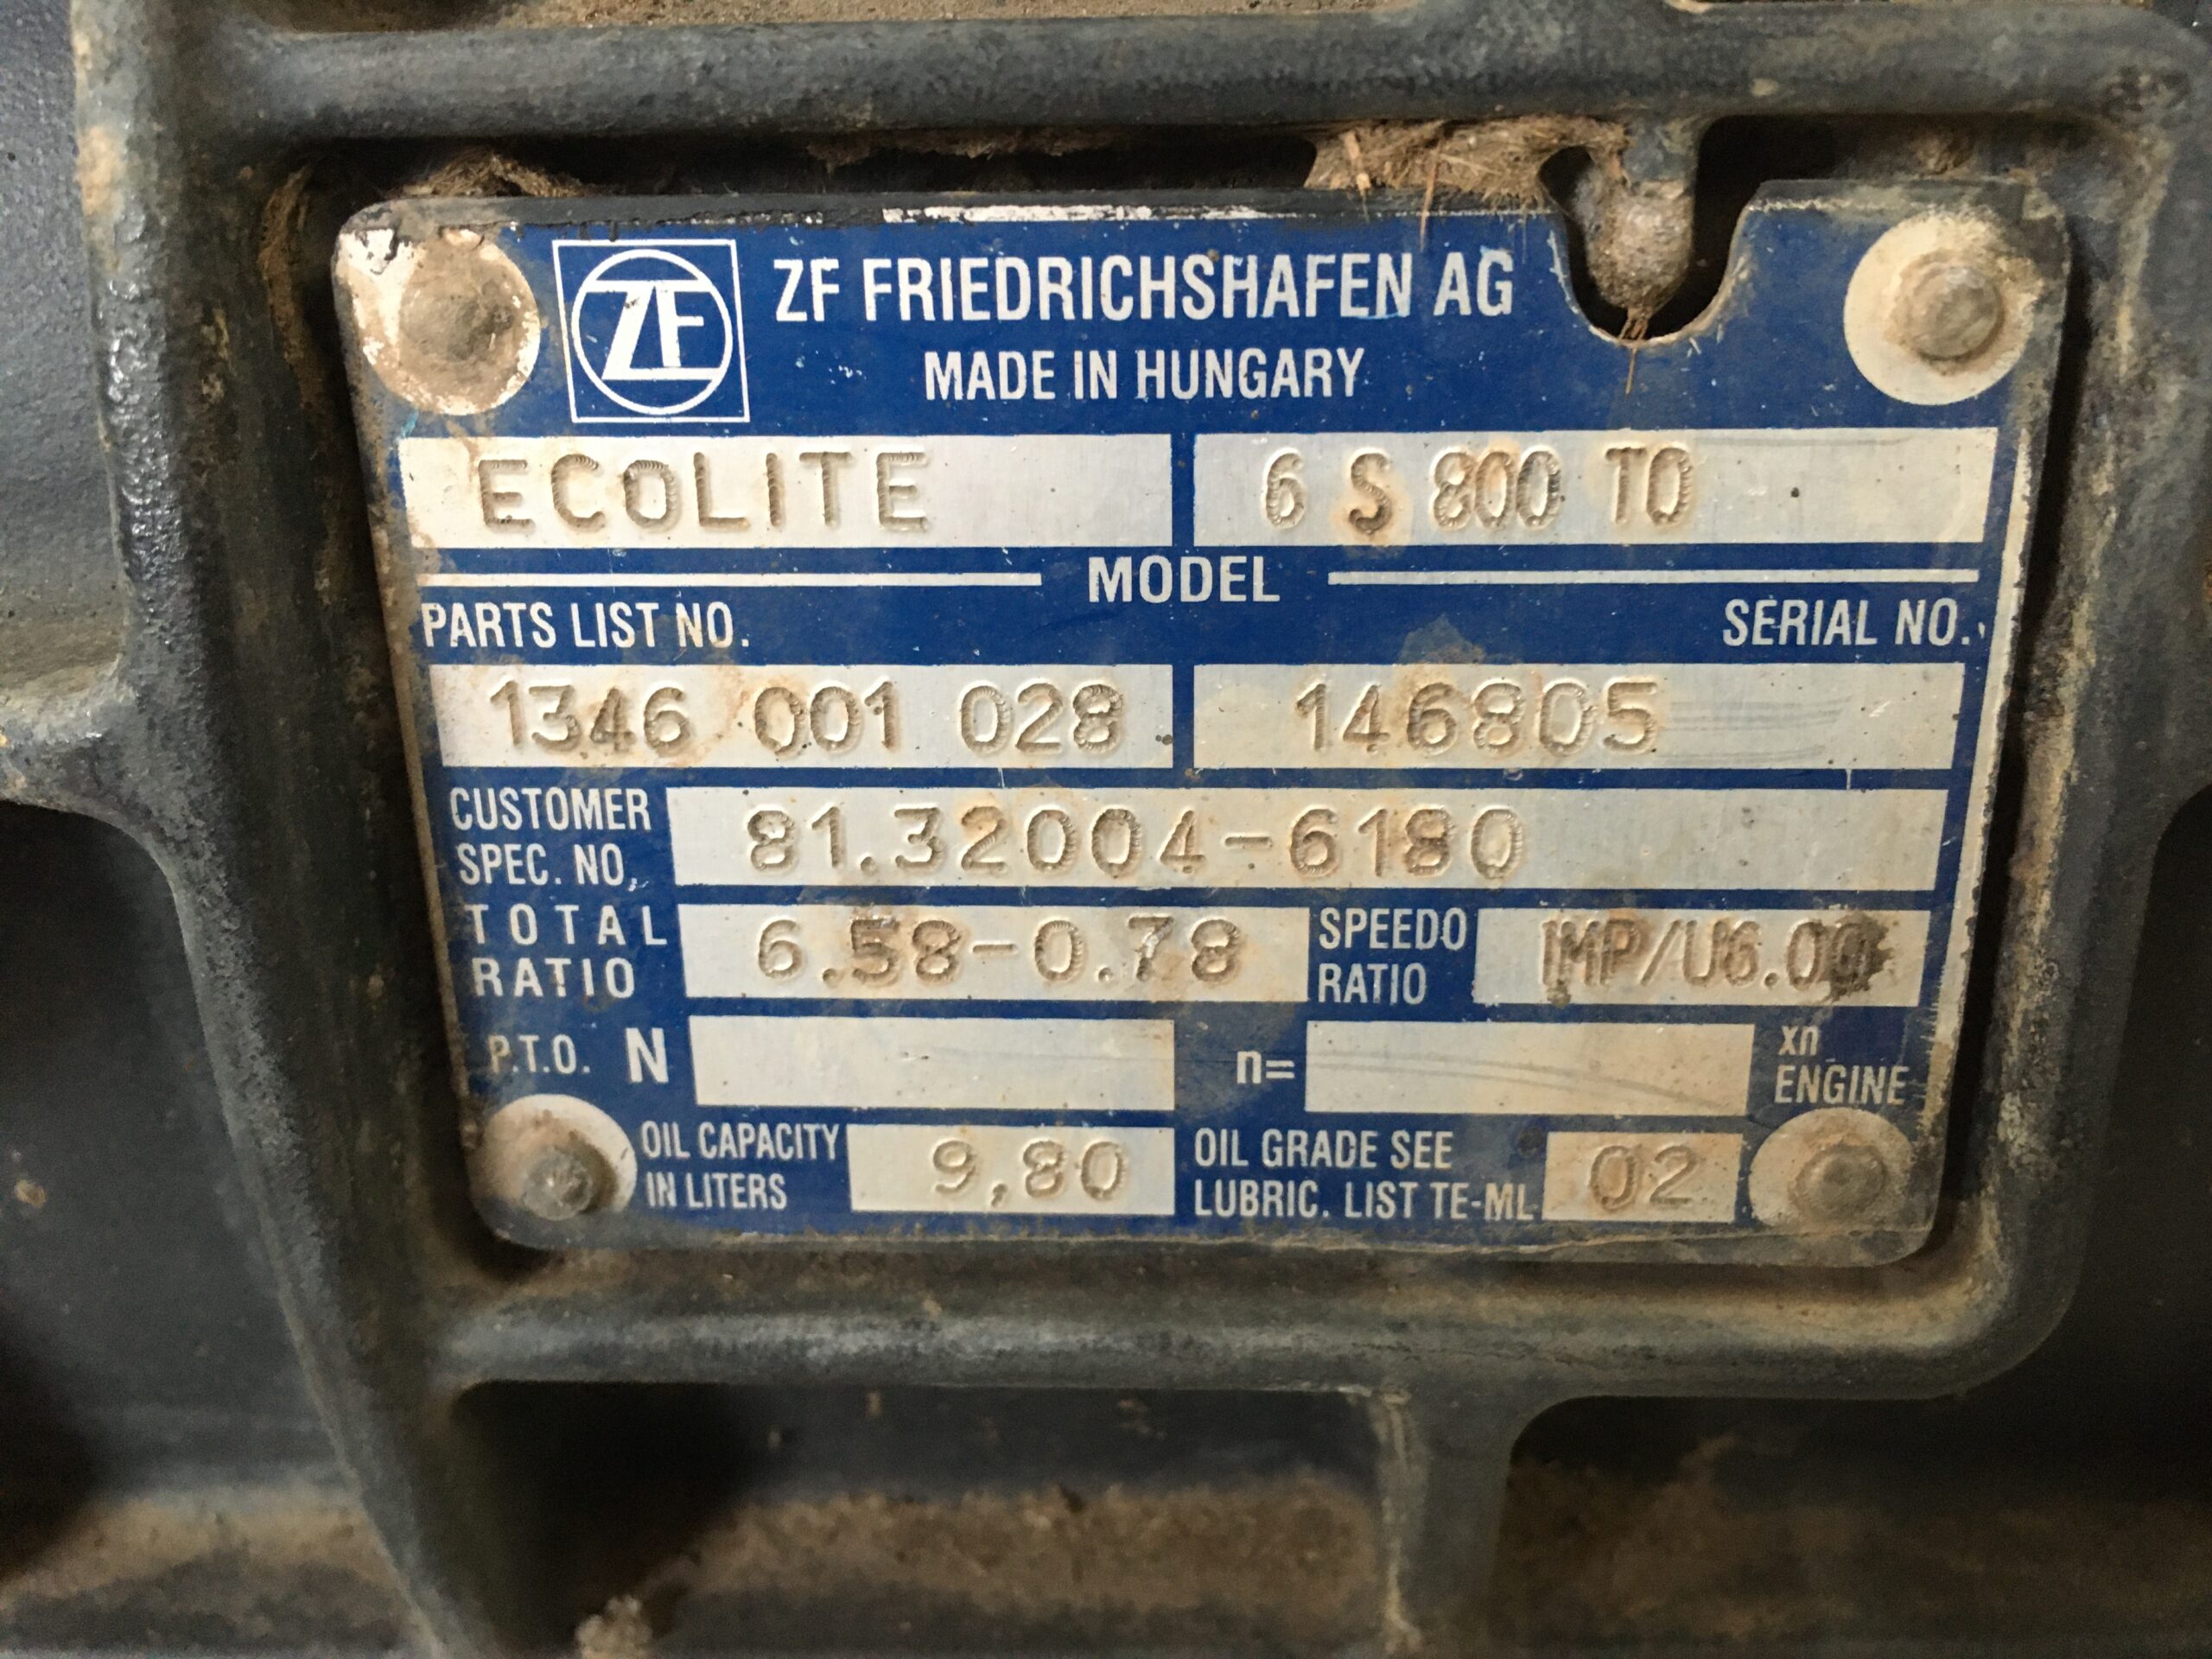 ZF
ZF FRIEDRICHSHAFEN AG
MADE IN HUNGARY
ECOLITE 6 S 800 TO
MODEL
PARTS LIST NO. SERIAL NO.
1346 001 028 146805
CUSTOMER
SPEC. NO. 81.32004-6180
TOTAL
RATIO 6.58-0.78 SPEEDO
RATIO IMP/U6.00
P.T.O. N n= xn
ENGINE
OIL CAPACITY
IN LITERS 9,80 OIL GRADE SEE
LUBRIC. LIST TE-ML 02